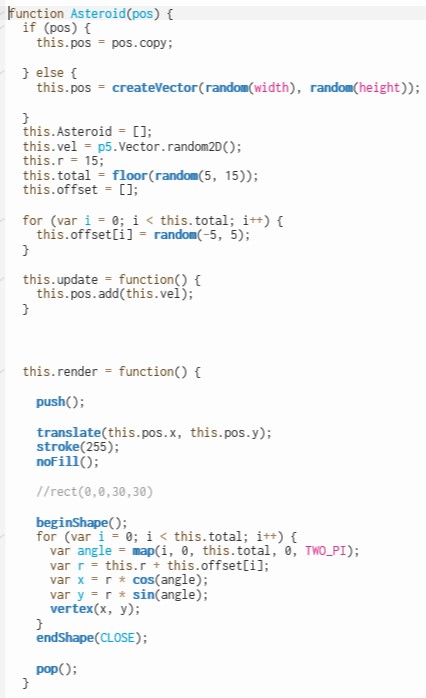 function Asteroid(pos) {
  if (pos) {
    this.pos = pos.copy;
  } else {
    this.pos = createVector(random(width), random(height));
  }
  this.Asteroid = [];
  this.vel = p5.Vector.random2D();
  this.r = 15;
  this.total = floor(random(5, 15));
  this.offset = [];
  for (var i = 0; i < this.total; i++) {
    this.offset[i] = random(-5, 5);
  }
  this.update = function() {
    this.pos.add(this.vel);
  }
  this.render = function() {
    push();
    translate(this.pos.x, this.pos.y);
    stroke(255);
    noFill();
    //rect(0,0,30,30)
    beginShape();
    for (var i = 0; i < this.total; i++) {
      var angle = map(i, 0, this.total, 0, TWO_PI);
      var r = this.r + this.offset[i];
      var x = r * cos(angle);
      var y = r * sin(angle);
      vertex(x, y);
    }
    endShape(CLOSE);
    pop();
  }